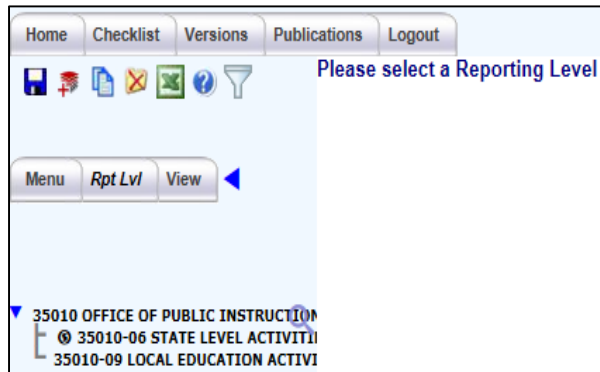 Home Checklist Versions Publications Logout
Please select a Reporting Level
Menu Rpt Lvl View
35010 OFFICE OF PUBLIC INSTRUCTION
S 35010-06 STATE LEVEL ACTIVITI
35010-09 LOCAL EDUCATION ACTIVI